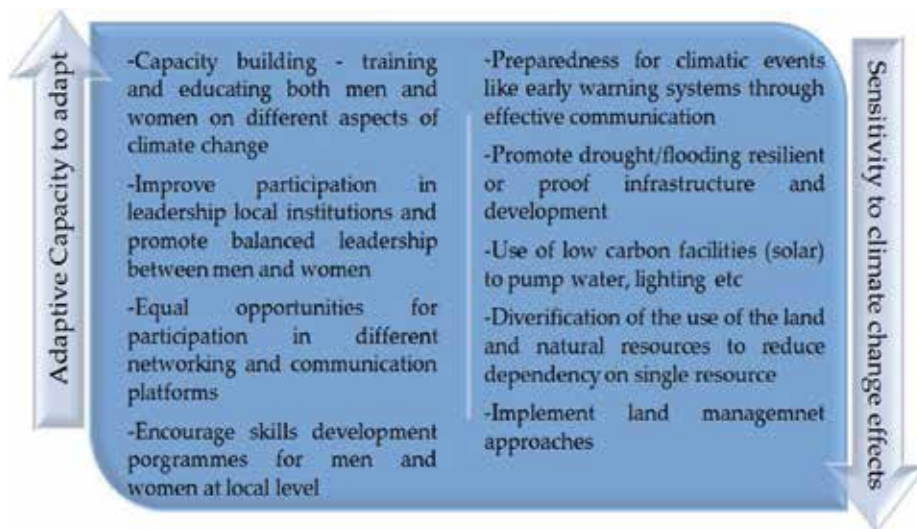 Adaptive Capacity to adapt
-Capacity building - training
and educating both men and
women on different aspects of
climate change
-Improve participation in
leadership local institutions and
promote balanced leadership
between men and women
-Equal opportunities for
participation in different
networking and communication
platforms
-Encourage skills development
porgrammes for men and
women at local level
-Preparedness for climatic events
like early warning systems through
effective communication
-Promote drought/flooding resilient
or proof infrastructure and
development
-Use of low carbon facilities (solar)
to pump water, lighting etc
-Diverification of the use of the land
and natural resources to reduce
dependency on single resource
-Implement land managemnet
approaches
Sensitivity to climate change effects